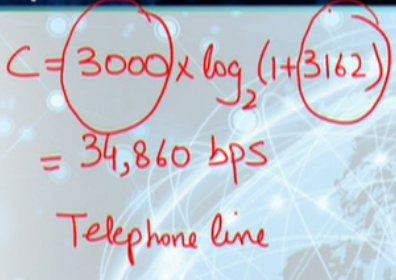 C = 3000 x log₂ (1+3162)
= 34,860 bps
Telephone line